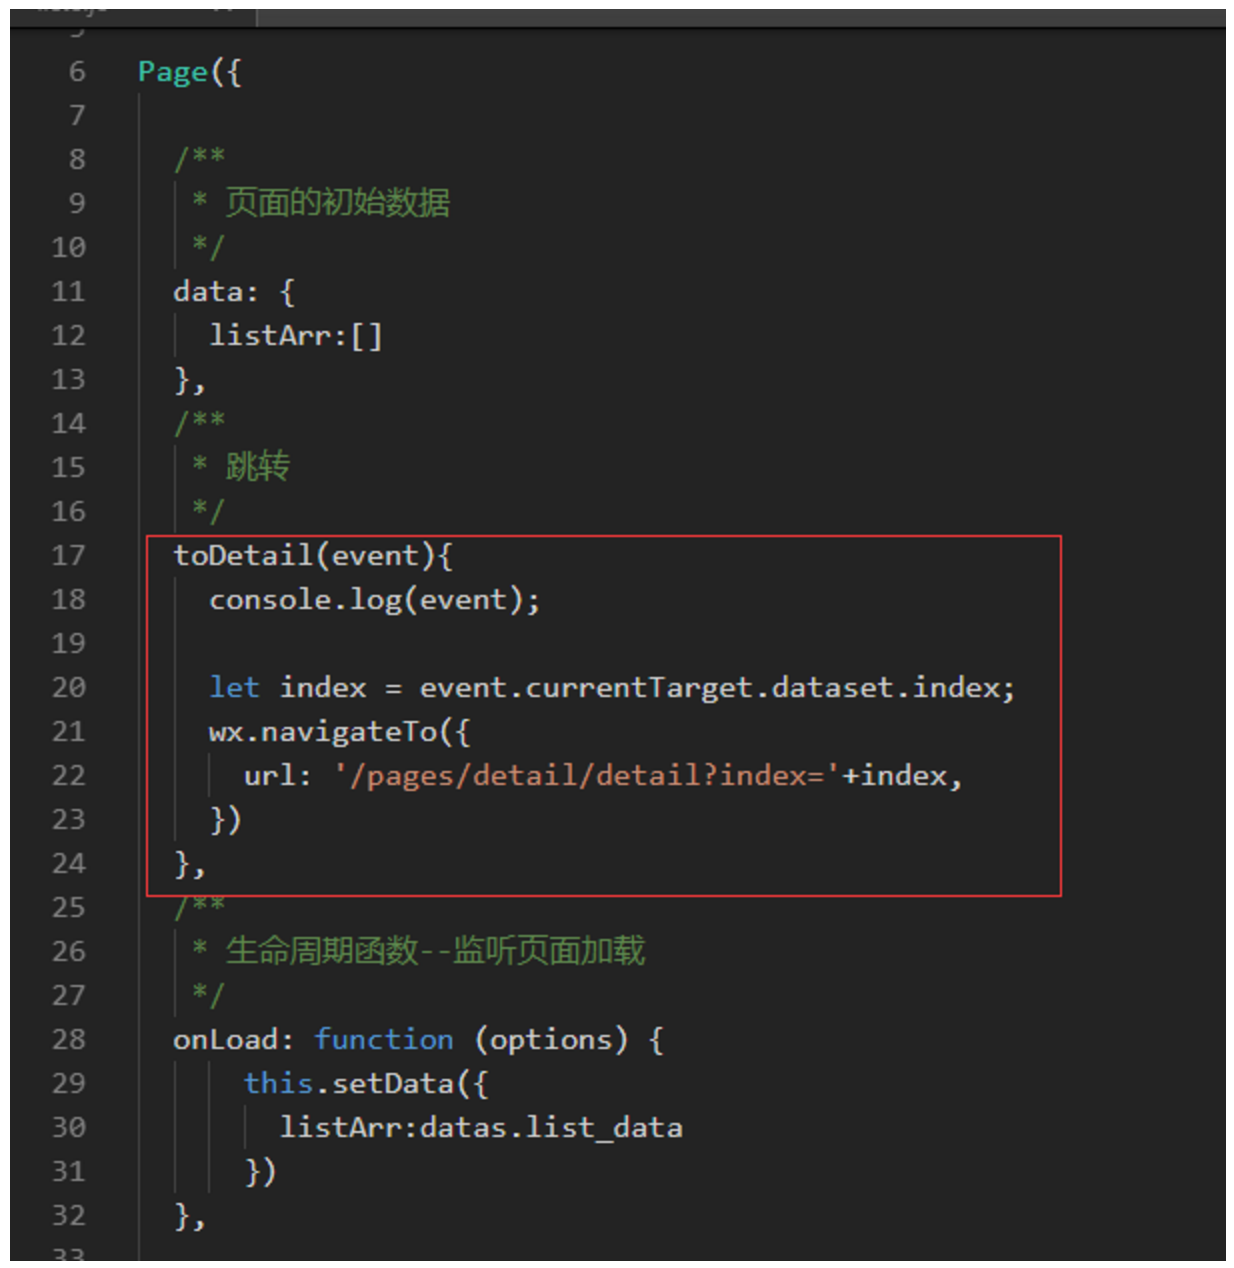 6 Page({
7
8 /**
9 * 页面的初始数据
10 */
11 data: {
12 listArr:[]
13 },
14 /**
15 * 跳转
16 */
17 toDetail(event){
18 console.log(event);
19
20 let index = event.currentTarget.dataset.index;
21 wx.navigateTo({
22 url: '/pages/detail/detail?index='+index,
23 })
24 },
25 /**
26 * 生命周期函数--监听页面加载
27 */
28 onLoad: function (options) {
29 this.setData({
30 listArr:datas.list_data
31 })
32 },
33